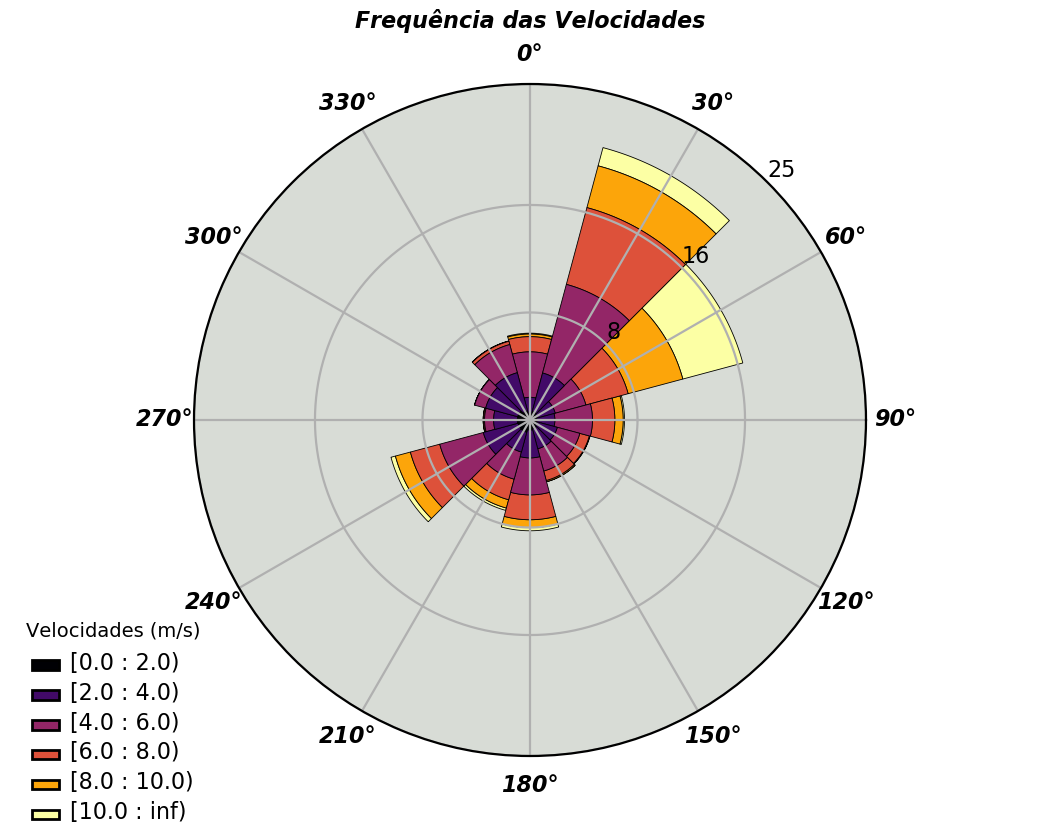 Frequência das Velocidades
0°
330°
30°
25
300°
60°
16
8
270°
90°
240°
120°
210°
150°
180°
Velocidades (m/s)
[0.0 : 2.0)
[2.0 : 4.0)
[4.0 : 6.0)
[6.0 : 8.0)
[8.0 : 10.0)
[10.0 : inf)